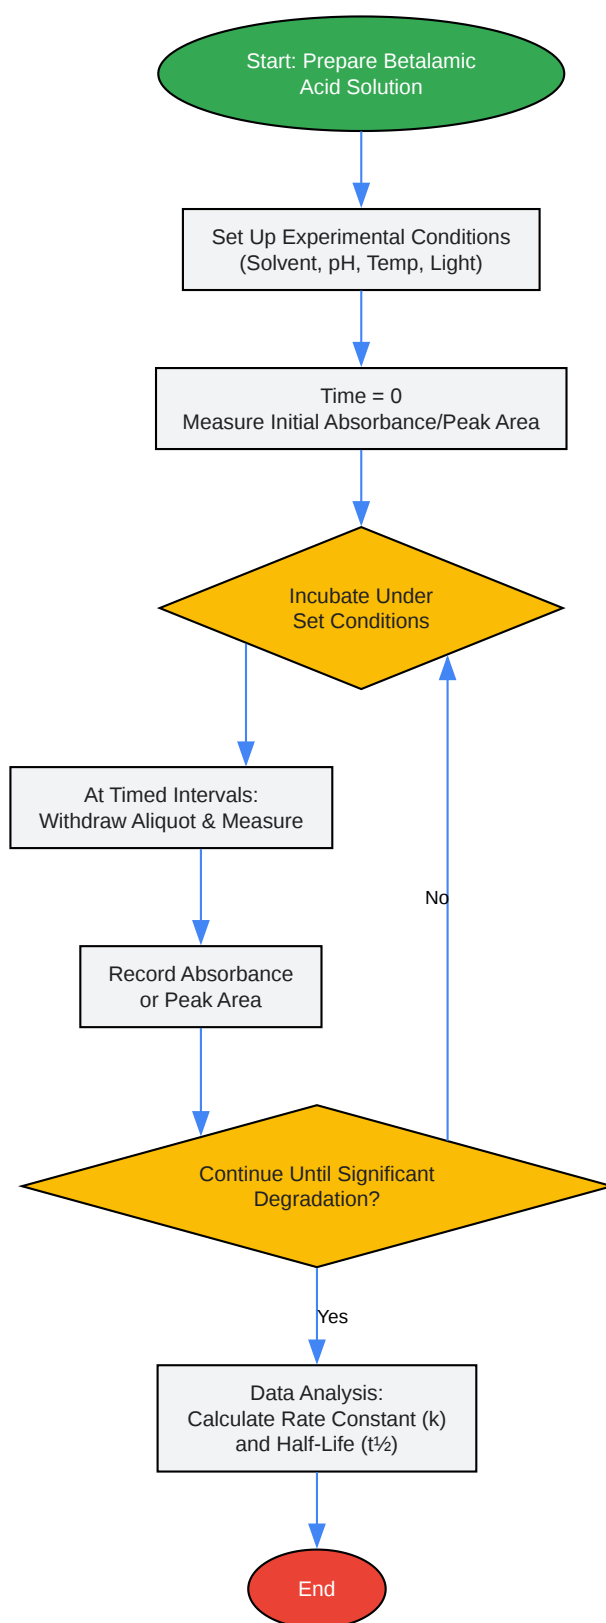 Start: Prepare Betalamic
Acid Solution
Set Up Experimental Conditions
(Solvent, pH, Temp, Light)
Time = 0
Measure Initial Absorbance/Peak Area
Incubate Under
Set Conditions
At Timed Intervals:
Withdraw Aliquot & Measure
No
Record Absorbance
or Peak Area
Continue Until Significant
Degradation?
Yes
Data Analysis:
Calculate Rate Constant (k)
and Half-Life (t½)
End